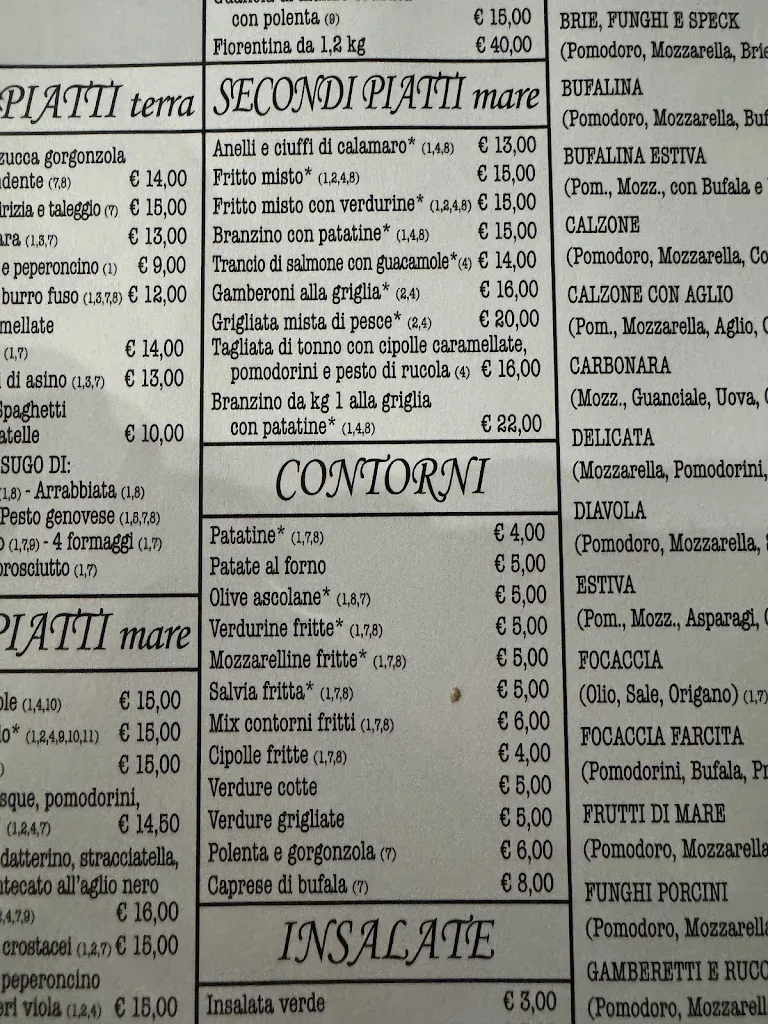 con polenta (9) € 15,00
Fiorentina da 1,2 kg € 40,00
PIATTI terra
zucca gorgonzola
(7,8) € 14,00
e taleggio (7) € 15,00
(1,3,7) € 13,00
e peperoncino (1) € 9,00
burro fuso (1,3,7,8) € 12,00
(1,7) € 14,00
di asino (1,3,7) € 13,00
Spaghetti
€ 10,00
SUGO DI:
(1,8) - Arrabbiata (1,8)
Pesto genovese (1,5,7,8)
(1,7,9) - 4 formaggi (1,7)
prosciutto (1,7)
PIATTI mare
(1,4,10) € 15,00
(1,2,4,9,10,11) € 15,00
€ 15,00
pomodorini,
(1,2,4,7) € 14,50
datterino, stracciatella,
all'aglio nero
€ 16,00
crostacei (1,2,7) € 15,00
peperoncino
viola (1,2,4) € 15,00
SECONDI PIATTI mare
Anelli e ciuffi di calamaro* (1,4,8) € 13,00
Fritto misto* (1,2,4,8) € 15,00
Fritto misto con verdurine* (1,2,4,8) € 15,00
Branzino con patatine* (1,4,8) € 15,00
Trancio di salmone con guacamole*(4) € 14,00
Gamberoni alla griglia* (2,4) € 16,00
Grigliata mista di pesce* (2,4) € 20,00
Tagliata di tonno con cipolle caramellate,
pomodorini e pesto di rucola (4) € 16,00
Branzino da kg 1 alla griglia
con patatine* (1,4,8) € 22,00
CONTORNI
Patatine* (1,7,8) € 4,00
Patate al forno € 5,00
Olive ascolane* (1,8,7) € 5,00
Verdurine fritte* (1,7,8) € 5,00
Mozzarelline fritte* (1,7,8) € 5,00
Salvia fritta* (1,7,8) € 5,00
Mix contorni fritti (1,7,8) € 6,00
Cipolle fritte (1,7,8) € 4,00
Verdure cotte € 5,00
Verdure grigliate € 5,00
Polenta e gorgonzola (7) € 6,00
Caprese di bufala (7) € 8,00
INSALATE
Insalata verde € 3,00
BRIE, FUNGHI E SPECK
(Pomodoro, Mozzarella, Brie
BUFALINA
(Pomodoro, Mozzarella,
BUFALINA ESTIVA
(Pom., Mozz., con Bufala e
CALZONE
(Pomodoro, Mozzarella,
CALZONE CON AGLIO
(Pom., Mozzarella, Aglio,
CARBONARA
(Mozz., Guanciale, Uova,
DELICATA
(Mozzarella, Pomodorini,
DIAVOLA
(Pomodoro, Mozzarella,
ESTIVA
(Pom., Mozz., Asparagi,
FOCACCIA
(Olio, Sale, Origano) (1,7)
FOCACCIA FARCITA
(Pomodorini, Bufala,
FRUTTI DI MARE
(Pomodoro, Mozzarella
FUNGHI PORCINI
(Pomodoro, Mozzarella
GAMBERETTI E
(Pomodoro,